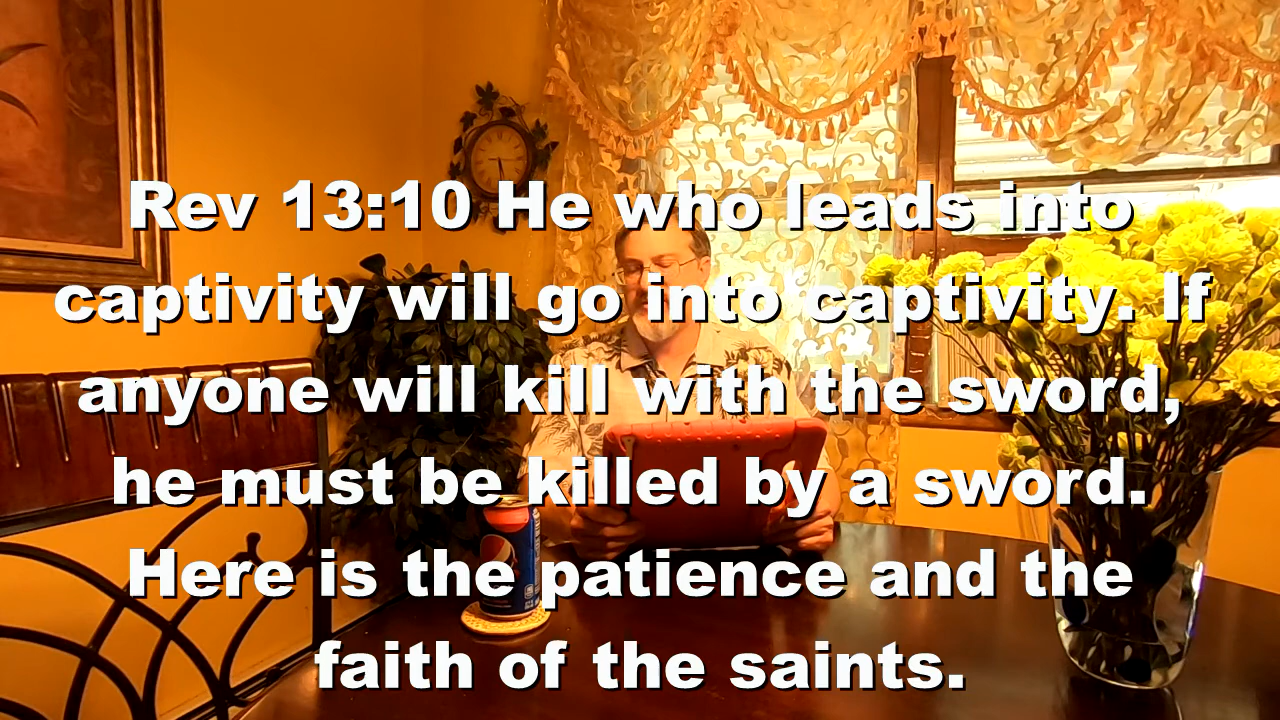 Rev 13:10 He who leads into
captivity will go into captivity. If
anyone will kill with the sword,
he must be killed by a sword.
Here is the patience and the
faith of the saints.